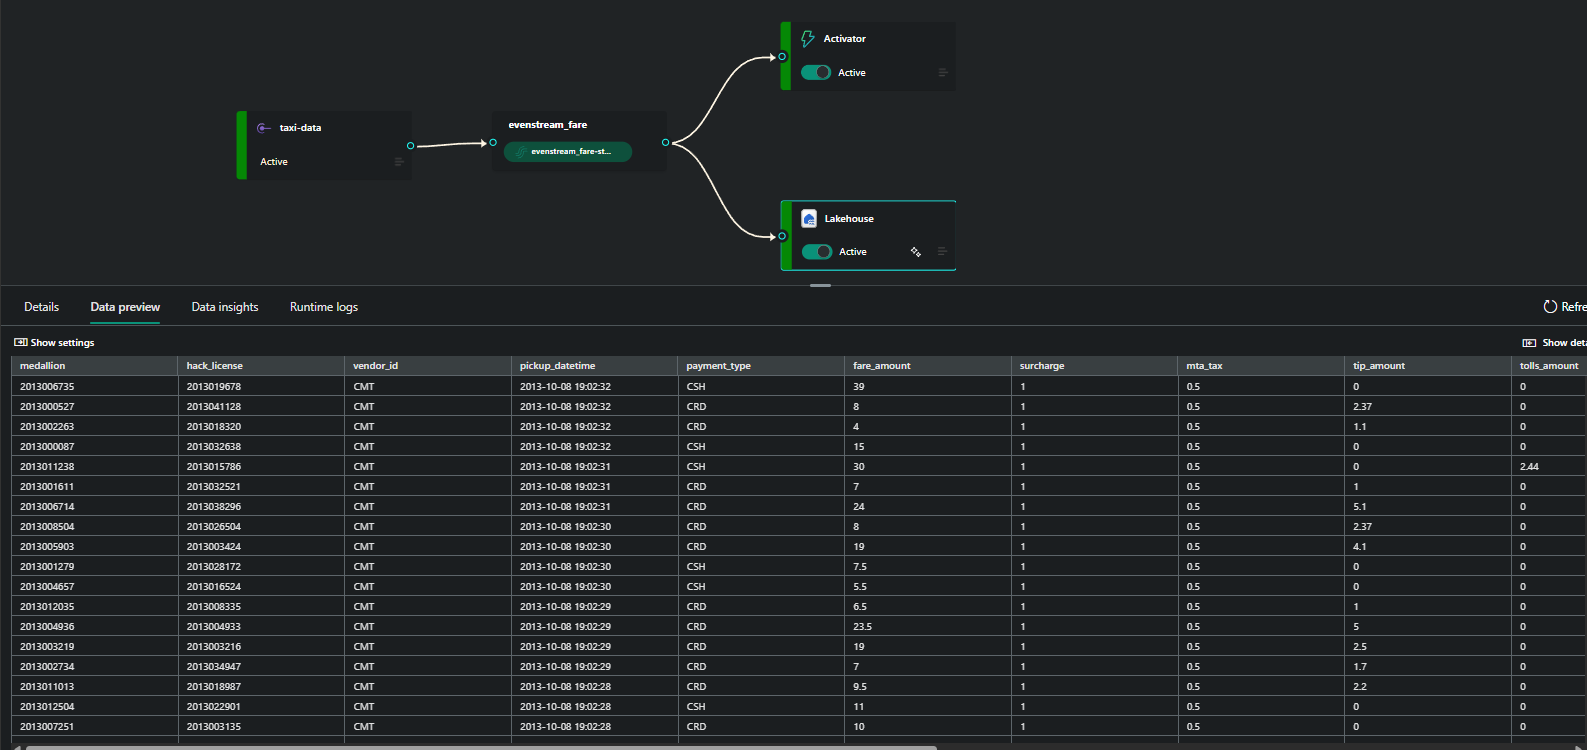 Activator
Active
taxi-data
Active
evenstream_fare
evenstream_fare-st...
Lakehouse
Active
Details Data preview Data insights Runtime logs Refre
Show settings Show deta
medallion hack_license vendor_id pickup_datetime payment_type fare_amount surcharge mta_tax tip_amount tolls_amount
2013006735 2013019678 CMT 2013-10-08 19:02:32 CSH 39 1 0.5 0 0
2013000527 2013041128 CMT 2013-10-08 19:02:32 CRD 8 1 0.5 2.37 0
2013002263 2013018320 CMT 2013-10-08 19:02:32 CRD 4 1 0.5 1.1 0
2013000087 2013032638 CMT 2013-10-08 19:02:32 CSH 15 1 0.5 0 0
2013011238 2013015786 CMT 2013-10-08 19:02:31 CSH 30 1 0.5 0 2.44
2013001611 2013032521 CMT 2013-10-08 19:02:31 CRD 7 1 0.5 1 0
2013006714 2013038296 CMT 2013-10-08 19:02:31 CRD 24 1 0.5 5.1 0
2013008504 2013026504 CMT 2013-10-08 19:02:30 CRD 8 1 0.5 2.37 0
2013005903 2013003424 CMT 2013-10-08 19:02:30 CRD 19 1 0.5 4.1 0
2013001279 2013028172 CMT 2013-10-08 19:02:30 CSH 7.5 1 0.5 0 0
2013004657 2013016524 CMT 2013-10-08 19:02:30 CSH 5.5 1 0.5 0 0
2013012035 2013008335 CMT 2013-10-08 19:02:29 CRD 6.5 1 0.5 1 0
2013004936 2013004933 CMT 2013-10-08 19:02:29 CRD 23.5 1 0.5 5 0
2013003219 2013003216 CMT 2013-10-08 19:02:29 CRD 19 1 0.5 2.5 0
2013002734 2013034947 CMT 2013-10-08 19:02:29 CRD 7 1 0.5 1.7 0
2013011013 2013018987 CMT 2013-10-08 19:02:28 CRD 9.5 1 0.5 2.2 0
2013012504 2013022901 CMT 2013-10-08 19:02:28 CSH 11 1 0.5 0 0
2013007251 2013003135 CMT 2013-10-08 19:02:28 CRD 10 1 0.5 0 0